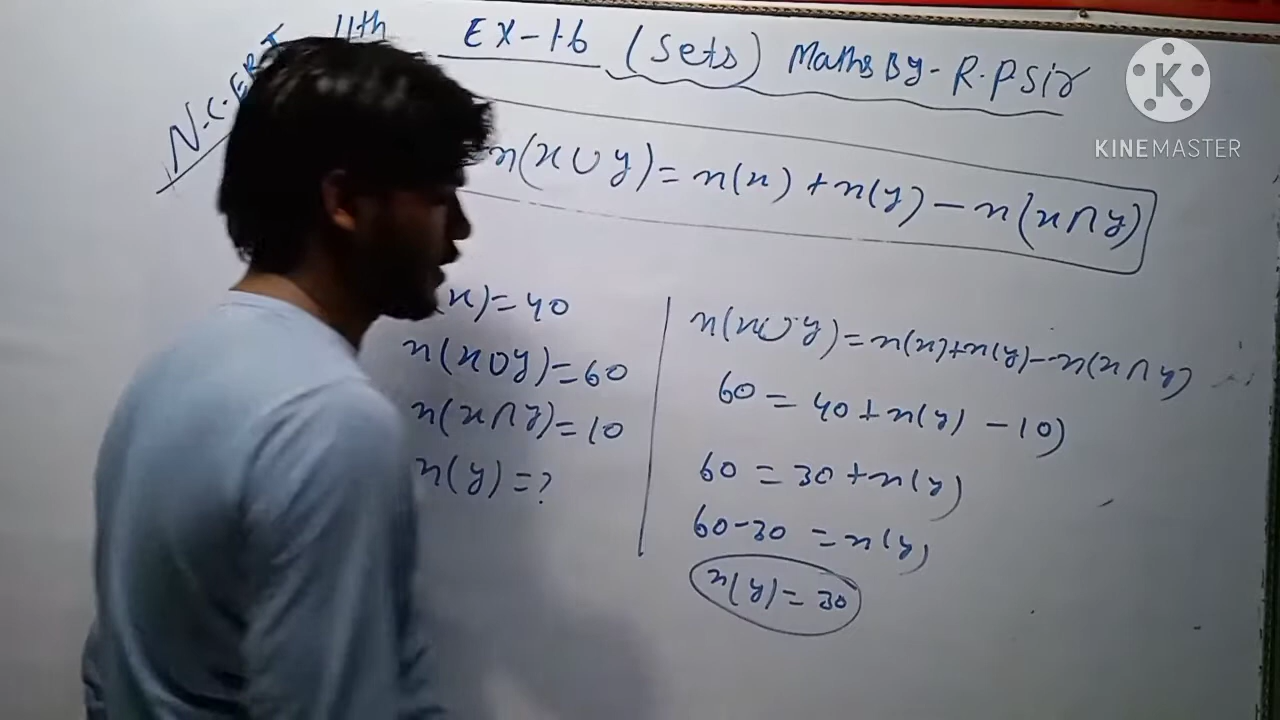 11th EX-1.6 (Sets) Maths By- R.P Sir
N.C.ERT
n(x∪y)=n(x)+n(y)-n(x∩y)
(x)=40
n(x∪y)=60
n(x∩y)=10
n(y)=?
n(x∪y)=n(x)+n(y)-n(x∩y)
60=40+n(y)-10)
60=30+n(y)
60-30=n(y)
n(y)=30
KINEMASTER